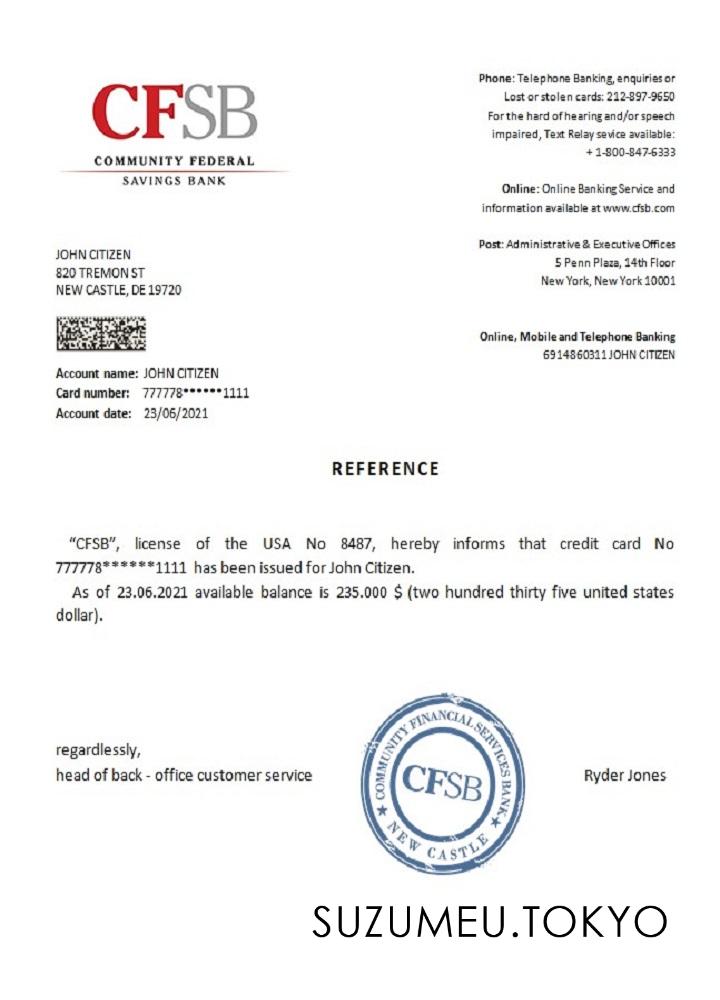 CFSB
COMMUNITY FEDERAL
SAVINGS BANK
Phone: Telephone Banking, enquiries or
Lost or stolen cards: 212-897-9650
For the hard of hearing and/or speech
impaired, Text Relay sevice available:
+ 1-800-847-6333
Online: Online Banking Service and
information available at www.cfsb.com
Post: Administrative & Executive Offices
5 Penn Plaza, 14th Floor
New York, New York 10001
JOHN CITIZEN
820 TREMON ST
NEW CASTLE, DE 19720
Online, Mobile and Telephone Banking
6914860311 JOHN CITIZEN
Account name: JOHN CITIZEN
Card number: 777778******1111
Account date: 23/06/2021
REFERENCE
“CFSB”, license of the USA No 8487, hereby informs that credit card No
777778******1111 has been issued for John Citizen.
As of 23.06.2021 available balance is 235.000 $ (two hundred thirty five united states
dollar).
regardlessly,
head of back - office customer service
COMMUNITY FINANCIAL SERVICES BANK
CFSB
★ NEW CASTLE ★
Ryder Jones
SUZUMEU.TOKYO